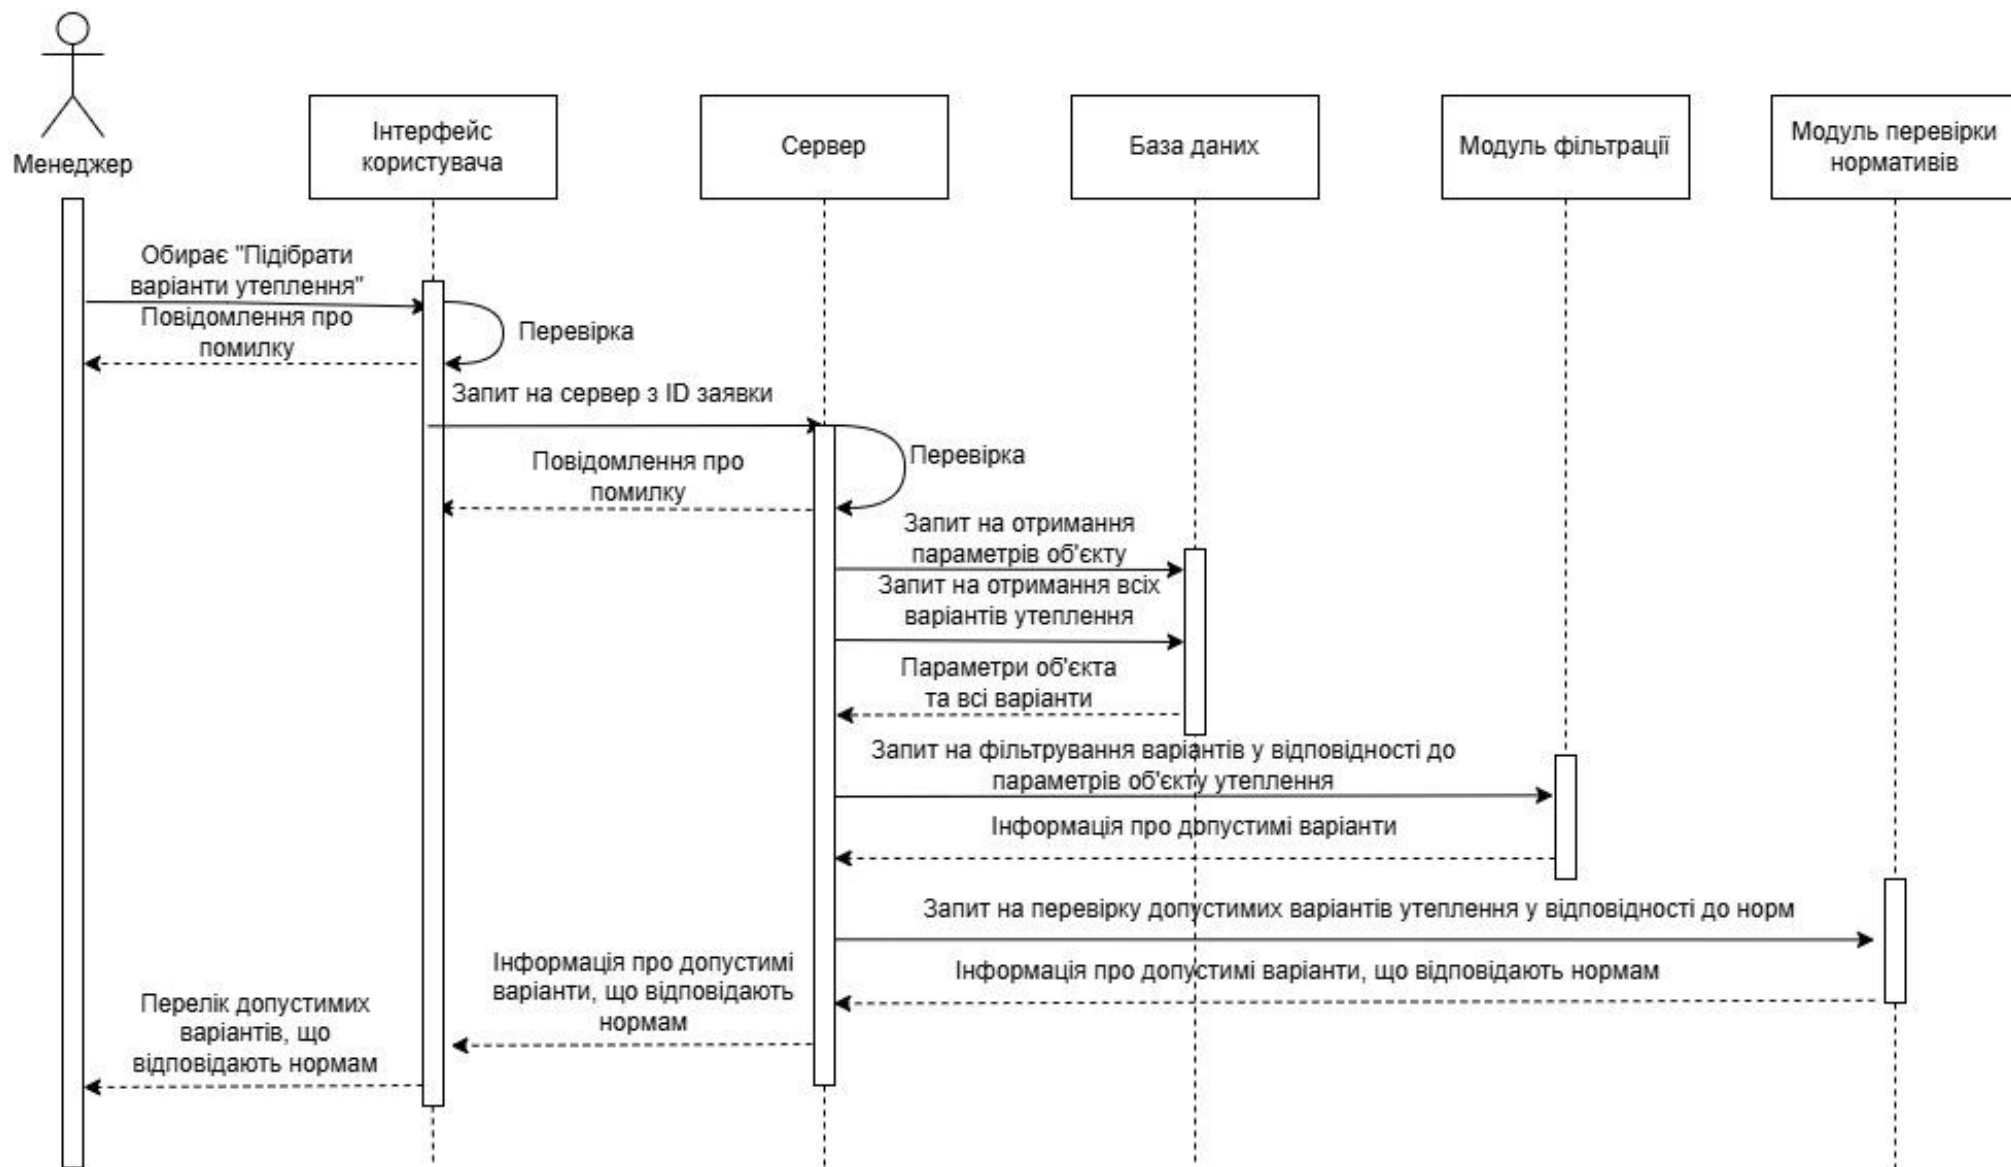 Менеджер
Інтерфейс
користувача
Сервер
База даних
Модуль фільтрації
Модуль перевірки
нормативів
Обирає "Підібрати
варіанти утеплення"
Перевірка
Повідомлення про
помилку
Запит на сервер з ID заявки
Перевірка
Повідомлення про
помилку
Запит на отримання
параметрів об'єкту
Запит на отримання всіх
варіантів утеплення
Параметри об'єкта
та всі варіанти
Запит на фільтрування варіантів у відповідності до
параметрів об'єкту утеплення
Інформація про допустимі варіанти
Запит на перевірку допустимих варіантів утеплення у відповідності до норм
Інформація про допустимі варіанти, що відповідають нормам
Інформація про допустимі
варіанти, що відповідають
нормам
Перелік допустимих
варіантів, що
відповідають нормам